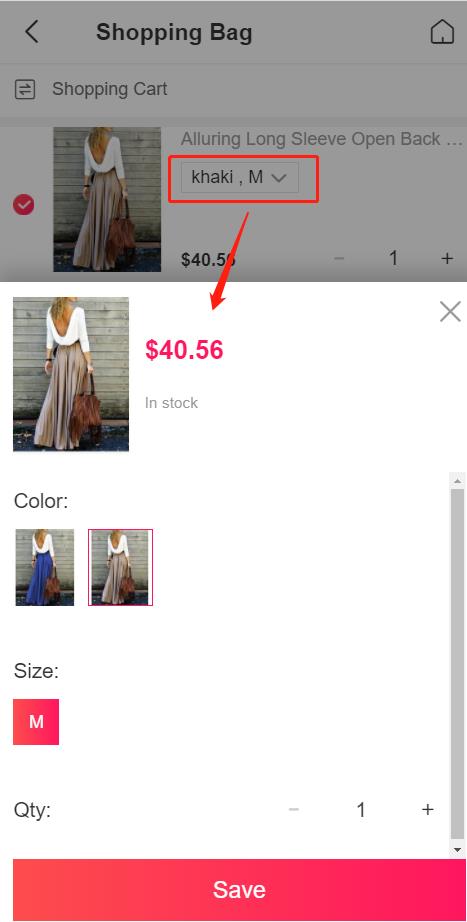 Shopping Bag
Shopping Cart
Alluring Long Sleeve Open Back ...
khaki , M
$40.56
- 1 +
$40.56
In stock
Color:
Size:
M
Qty: - 1 +
Save